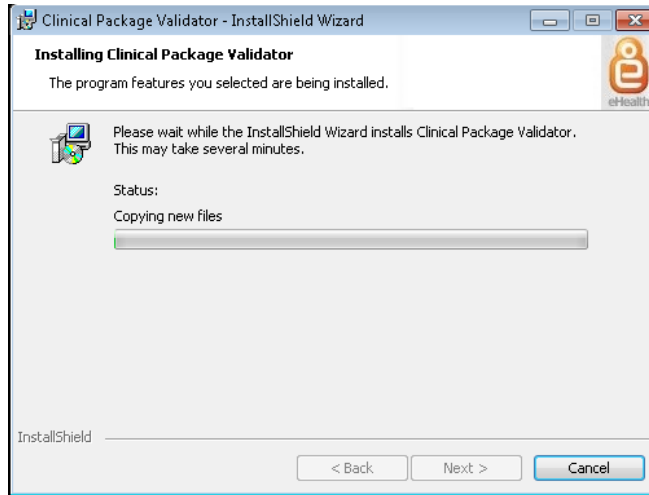 Clinical Package Validator - InstallShield Wizard
Installing Clinical Package Validator
The program features you selected are being installed.
eHealth
Please wait while the InstallShield Wizard installs Clinical Package Validator.
This may take several minutes.
Status:
Copying new files
InstallShield
< Back
Next >
Cancel